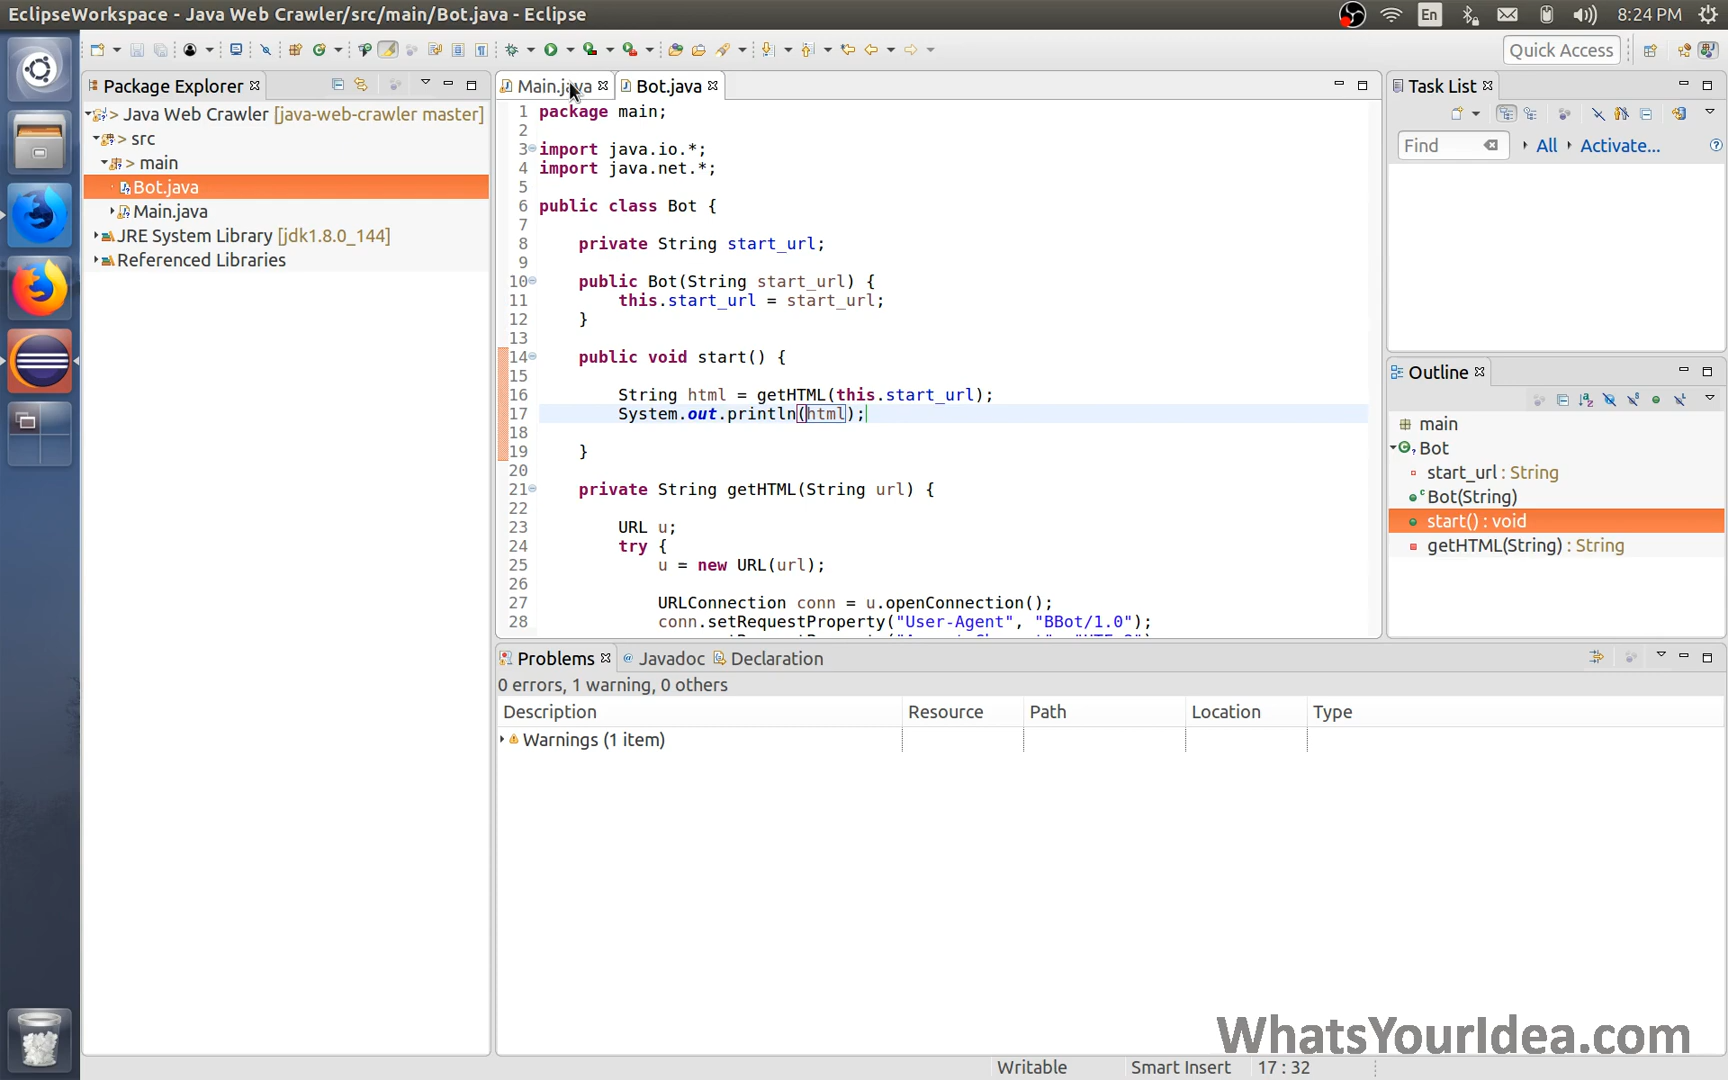 EclipseWorkspace - Java Web Crawler/src/main/Bot.java - Eclipse
En
8:24 PM
Quick Access
Package Explorer
Java Web Crawler [java-web-crawler master]
> src
> main
Bot.java
Main.java
JRE System Library [jdk1.8.0_144]
Referenced Libraries
Main.java
Bot.java
1 package main;
2
3 import java.io.*;
4 import java.net.*;
5
6 public class Bot {
7
8 private String start_url;
9
10 public Bot(String start_url) {
11 this.start_url = start_url;
12 }
13
14 public void start() {
15
16 String html = getHTML(this.start_url);
17 System.out.println(html);
18
19 }
20
21 private String getHTML(String url) {
22
23 URL u;
24 try {
25 u = new URL(url);
26
27 URLConnection conn = u.openConnection();
28 conn.setRequestProperty("User-Agent", "BBot/1.0");
Task List
Find
All
Activate...
Outline
main
Bot
start_url : String
Bot(String)
start() : void
getHTML(String) : String
Problems
@ Javadoc
Declaration
0 errors, 1 warning, 0 others
Description Resource Path Location Type
Warnings (1 item)
WhatsYourIdea.com
Writable Smart Insert 17 : 32